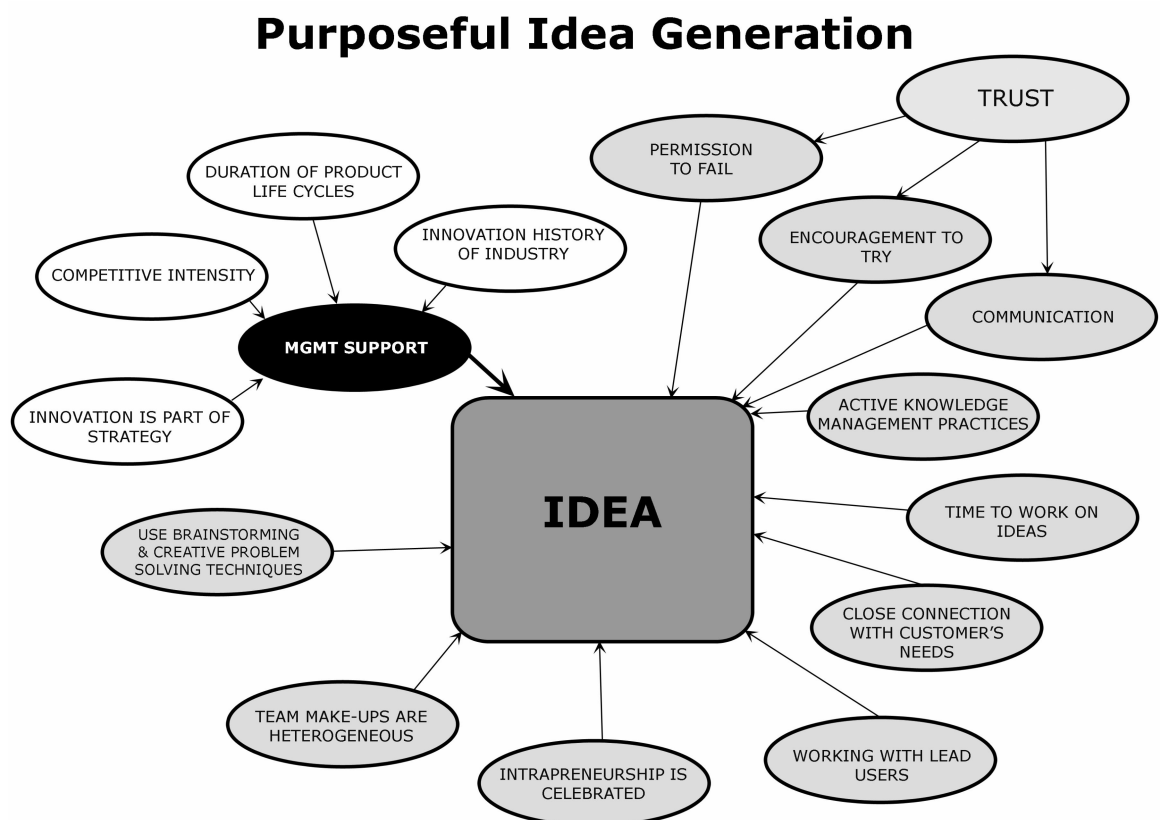 Purposeful Idea Generation
TRUST
PERMISSION
TO FAIL
DURATION OF PRODUCT
LIFE CYCLES
INNOVATION HISTORY
OF INDUSTRY
ENCOURAGEMENT TO
TRY
COMPETITIVE INTENSITY
COMMUNICATION
MGMT SUPPORT
INNOVATION IS PART OF
STRATEGY
ACTIVE KNOWLEDGE
MANAGEMENT PRACTICES
IDEA
TIME TO WORK ON
IDEAS
USE BRAINSTORMING
& CREATIVE PROBLEM
SOLVING TECHNIQUES
CLOSE CONNECTION
WITH CUSTOMER’S
NEEDS
TEAM MAKE-UPS ARE
HETEROGENEOUS
INTRAPRENEURSHIP IS
CELEBRATED
WORKING WITH LEAD
USERS